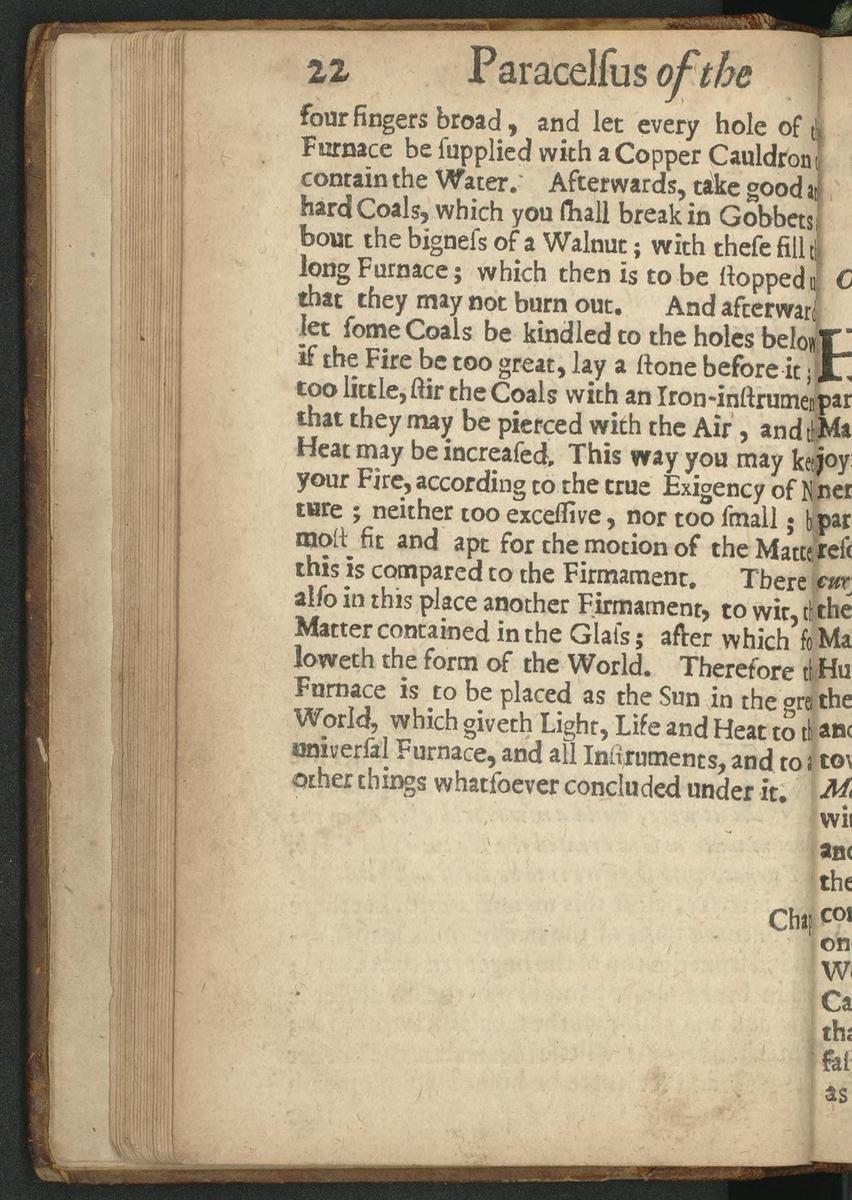 22 Paracelſus of the
four fingers broad, and let every hole of
Furnace be ſupplied with a Copper Cauldron
contain the Water. Afterwards, take good
hard Coals, which you ſhall break in Gobbets
bout the bigneſs of a Walnut; with theſe fill
long Furnace; which then is to be ſtopped
that they may not burn out. And afterward
let ſome Coals be kindled to the holes below
if the Fire be too great, lay a ſtone before it;
too little, ſtir the Coals with an Iron-inſtrumen
that they may be pierced with the Air, and
Heat may be increaſed. This way you may ke
your Fire, according to the true Exigency of N
ture; neither too exceſſive, nor too ſmall;
moſt fit and apt for the motion of the Matte
this is compared to the Firmament. There
alſo in this place another Firmament, to wit,
Matter contained in the Glaſs; after which fo
loweth the form of the World. Therefore
Furnace is to be placed as the Sun in the gre
World, which giveth Light, Life and Heat to
univerſal Furnace, and all Inſtruments, and to
other things whatſoever concluded under it.
Chap
O
H
par
Ma
joy
ner
par
reſe
cur
the
Ma
Hu
the
and
tow
Ma
wit
and
the
con
on
We
Ca
tha
faſ
as